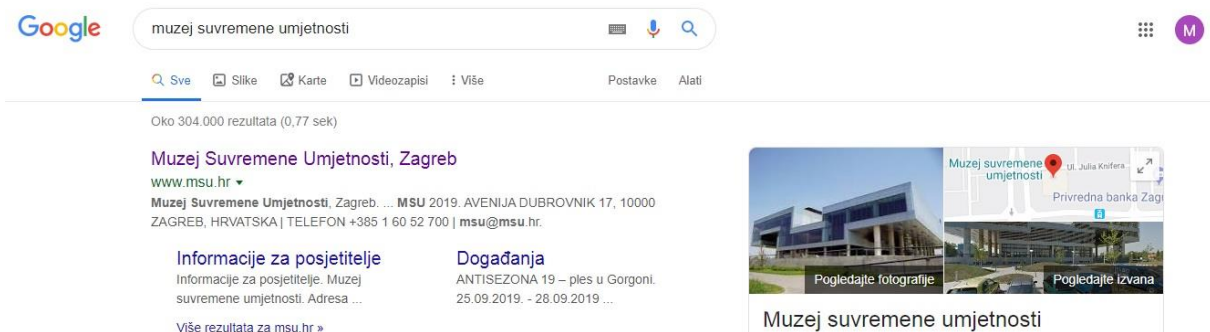 Google
muzej suvremene umjetnosti
M
Sve Slike Karte Videozapisi Više Postavke Alati
Oko 304.000 rezultata (0,77 sek)
Muzej Suvremene Umjetnosti, Zagreb
www.msu.hr
Muzej Suvremene Umjetnosti, Zagreb. ... MSU 2019. AVENIJA DUBROVNIK 17, 10000
ZAGREB, HRVATSKA | TELEFON +385 1 60 52 700 | msu@msu.hr.
Informacije za posjetitelje
Informacije za posjetitelje. Muzej
suvremene umjetnosti. Adresa ...
Događanja
ANTISEZONA 19 – ples u Gorgoni.
25.09.2019. - 28.09.2019 ...
Više rezultata za msu.hr »
Muzej suvremene
umjetnosti
Ul. Julia Knifera
Privredna banka Zag
Pogledajte fotografije
Pogledajte izvana
Muzej suvremene umjetnosti